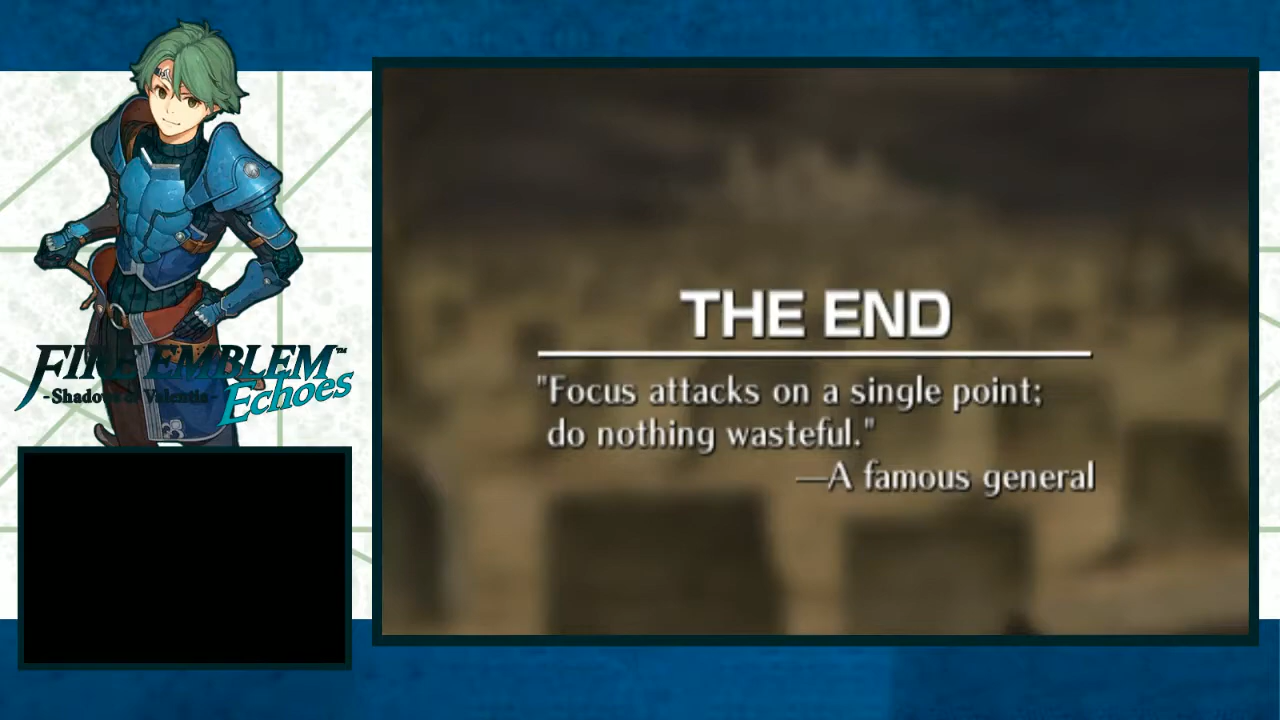 FIRE EMBLEM™
-Shadows of Valentia-
Echoes
THE END
"Focus attacks on a single point;
do nothing wasteful."
—A famous general